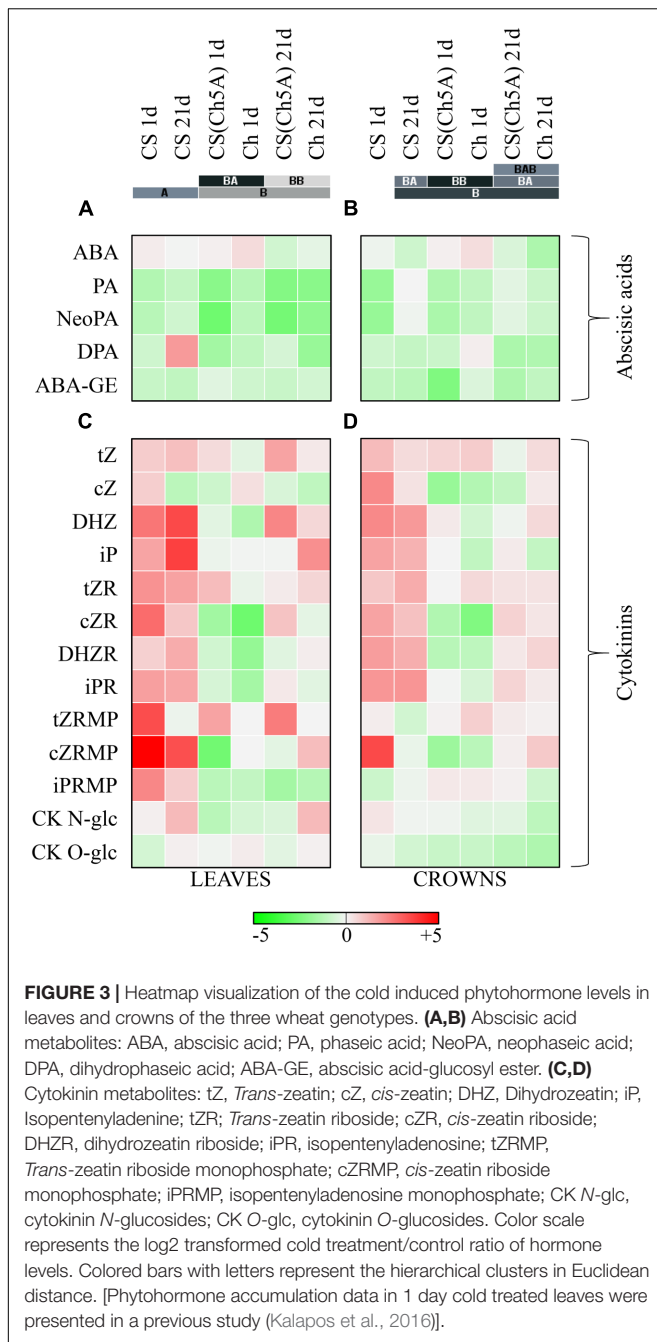 CS 1d
CS 21d
CS(Ch5A) 1d
Ch 1d
CS(Ch5A) 21d
Ch 21d
CS 1d
CS 21d
CS(Ch5A) 1d
Ch 1d
CS(Ch5A) 21d
Ch 21d
BA BB
A B
BAB
BA BB BA
B
A B
ABA
PA
NeoPA
DPA
ABA-GE
Abscisic acids
C D
tZ
cZ
DHZ
iP
tZR
cZR
DHZR
iPR
tZRMP
cZRMP
iPRMP
CK N-glc
CK O-glc
Cytokinins
LEAVES CROWNS
-5 0 +5
FIGURE 3 | Heatmap visualization of the cold induced phytohormone levels in
leaves and crowns of the three wheat genotypes. (A,B) Abscisic acid
metabolites: ABA, abscisic acid; PA, phaseic acid; NeoPA, neophaseic acid;
DPA, dihydrophaseic acid; ABA-GE, abscisic acid-glucosyl ester. (C,D)
Cytokinin metabolites: tZ, Trans-zeatin; cZ, cis-zeatin; DHZ, Dihydrozeatin; iP,
Isopentenyladenine; tZR; Trans-zeatin riboside; cZR, cis-zeatin riboside;
DHZR, dihydrozeatin riboside; iPR, isopentenyladenosine; tZRMP,
Trans-zeatin riboside monophosphate; cZRMP, cis-zeatin riboside
monophosphate; iPRMP, isopentenyladenosine monophosphate; CK N-glc,
cytokinin N-glucosides; CK O-glc, cytokinin O-glucosides. Color scale
represents the log2 transformed cold treatment/control ratio of hormone
levels. Colored bars with letters represent the hierarchical clusters in Euclidean
distance. [Phytohormone accumulation data in 1 day cold treated leaves were
presented in a previous study (Kalapos et al., 2016)].